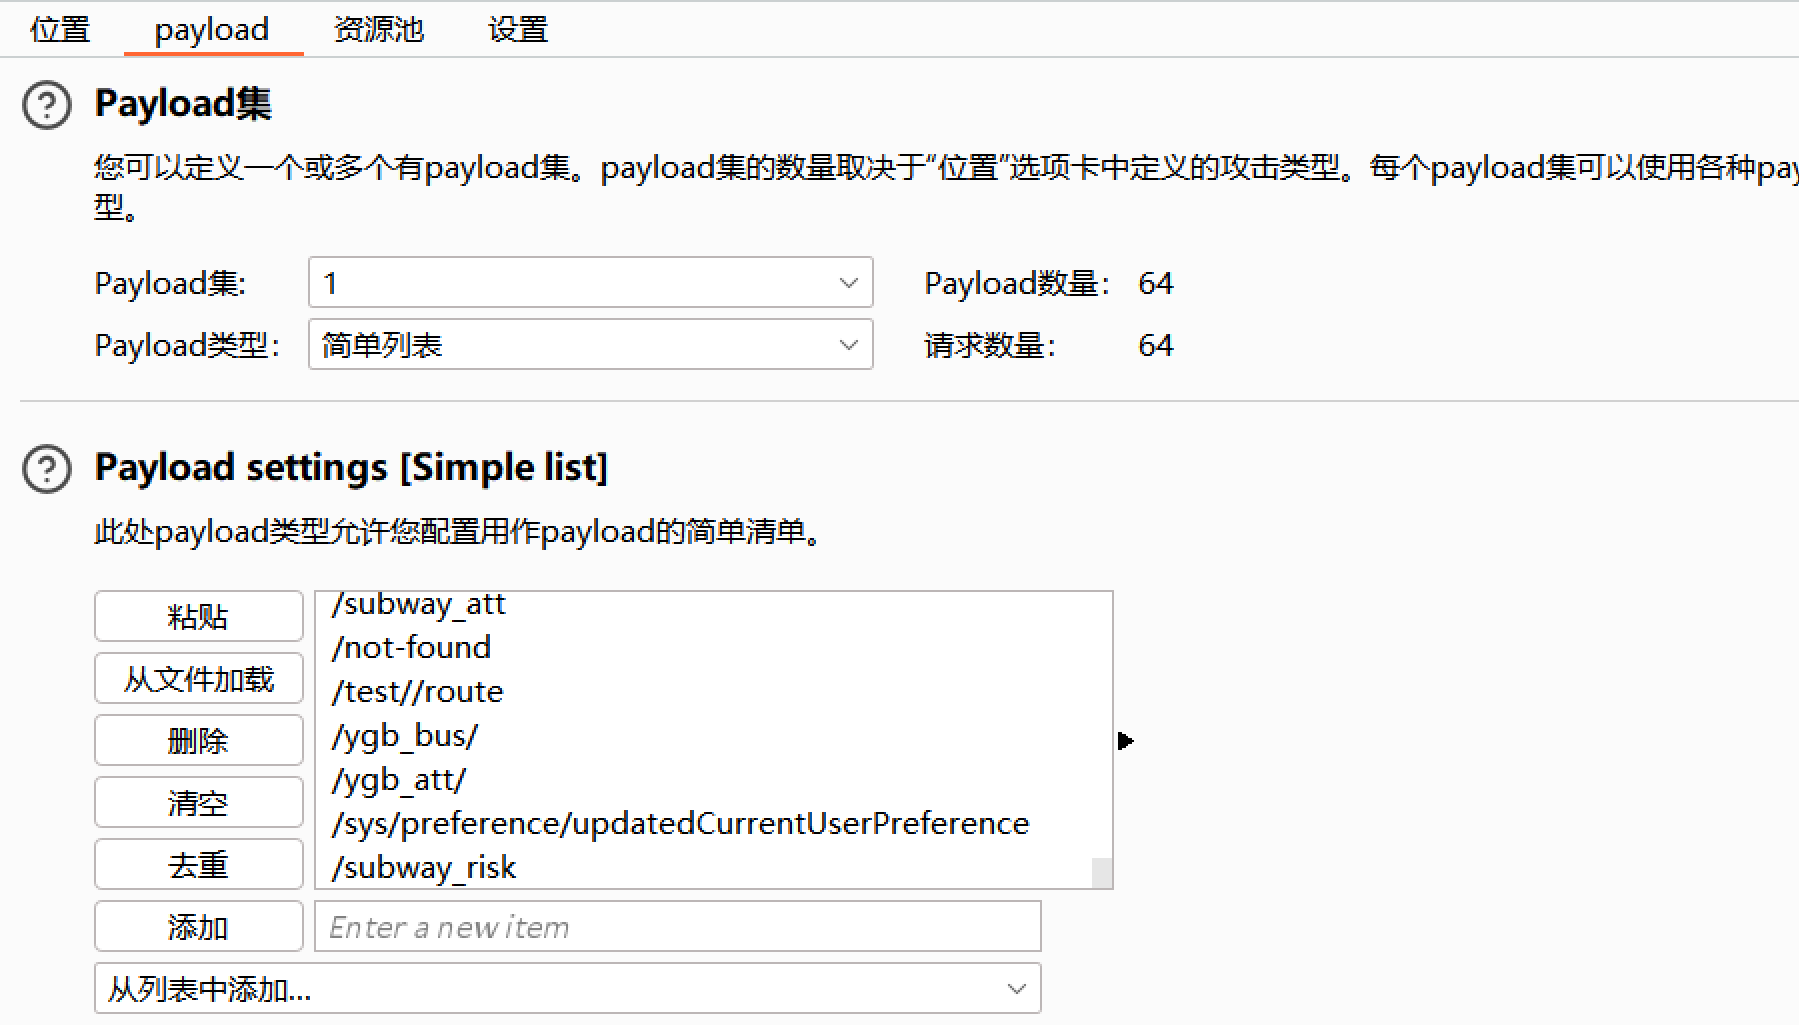 位置 payload 资源池 设置
Payload集
您可以定义一个或多个有payload集。payload集的数量取决于“位置”选项卡中定义的攻击类型。每个payload集可以使用各种pay
型。
Payload集: 1 Payload数量: 64
Payload类型: 简单列表 请求数量: 64
Payload settings [Simple list]
此处payload类型允许您配置用作payload的简单清单。
粘贴
从文件加载
删除
清空
去重
/subway_att
/not-found
/test//route
/ygb_bus/
/ygb_att/
/sys/preference/updatedCurrentUserPreference
/subway_risk
添加 Enter a new item
从列表中添加...